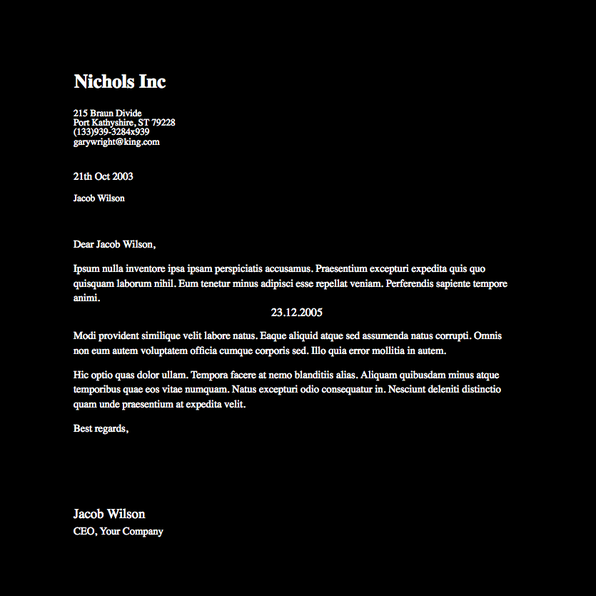 Nichols Inc
215 Braun Divide
Port Kathyshire, ST 79228
(133)939-3284x939
garywright@king.com
21th Oct 2003
Jacob Wilson
Dear Jacob Wilson,
Ipsum nulla inventore ipsa ipsam perspiciatis accusamus. Praesentium excepturi expedita quis quo
quisquam laborum nihil. Eum tenetur minus adipisci esse repellat veniam. Perferendis sapiente tempore
animi.
23.12.2005
Modi provident similique velit labore natus. Eaque aliquid atque sed assumenda natus corrupti. Omnis
non eum autem voluptatem officia cumque corporis sed. Illo quia error mollitia in autem.
Hic optio quas dolor ullam. Tempora facere at nemo blanditiis alias. Aliquam quibusdam minus atque
temporibus quae eos vitae numquam. Natus excepturi odio consequatur in. Nesciunt deleniti distinctio
quam unde praesentium at expedita velit.
Best regards,
Jacob Wilson
CEO, Your Company